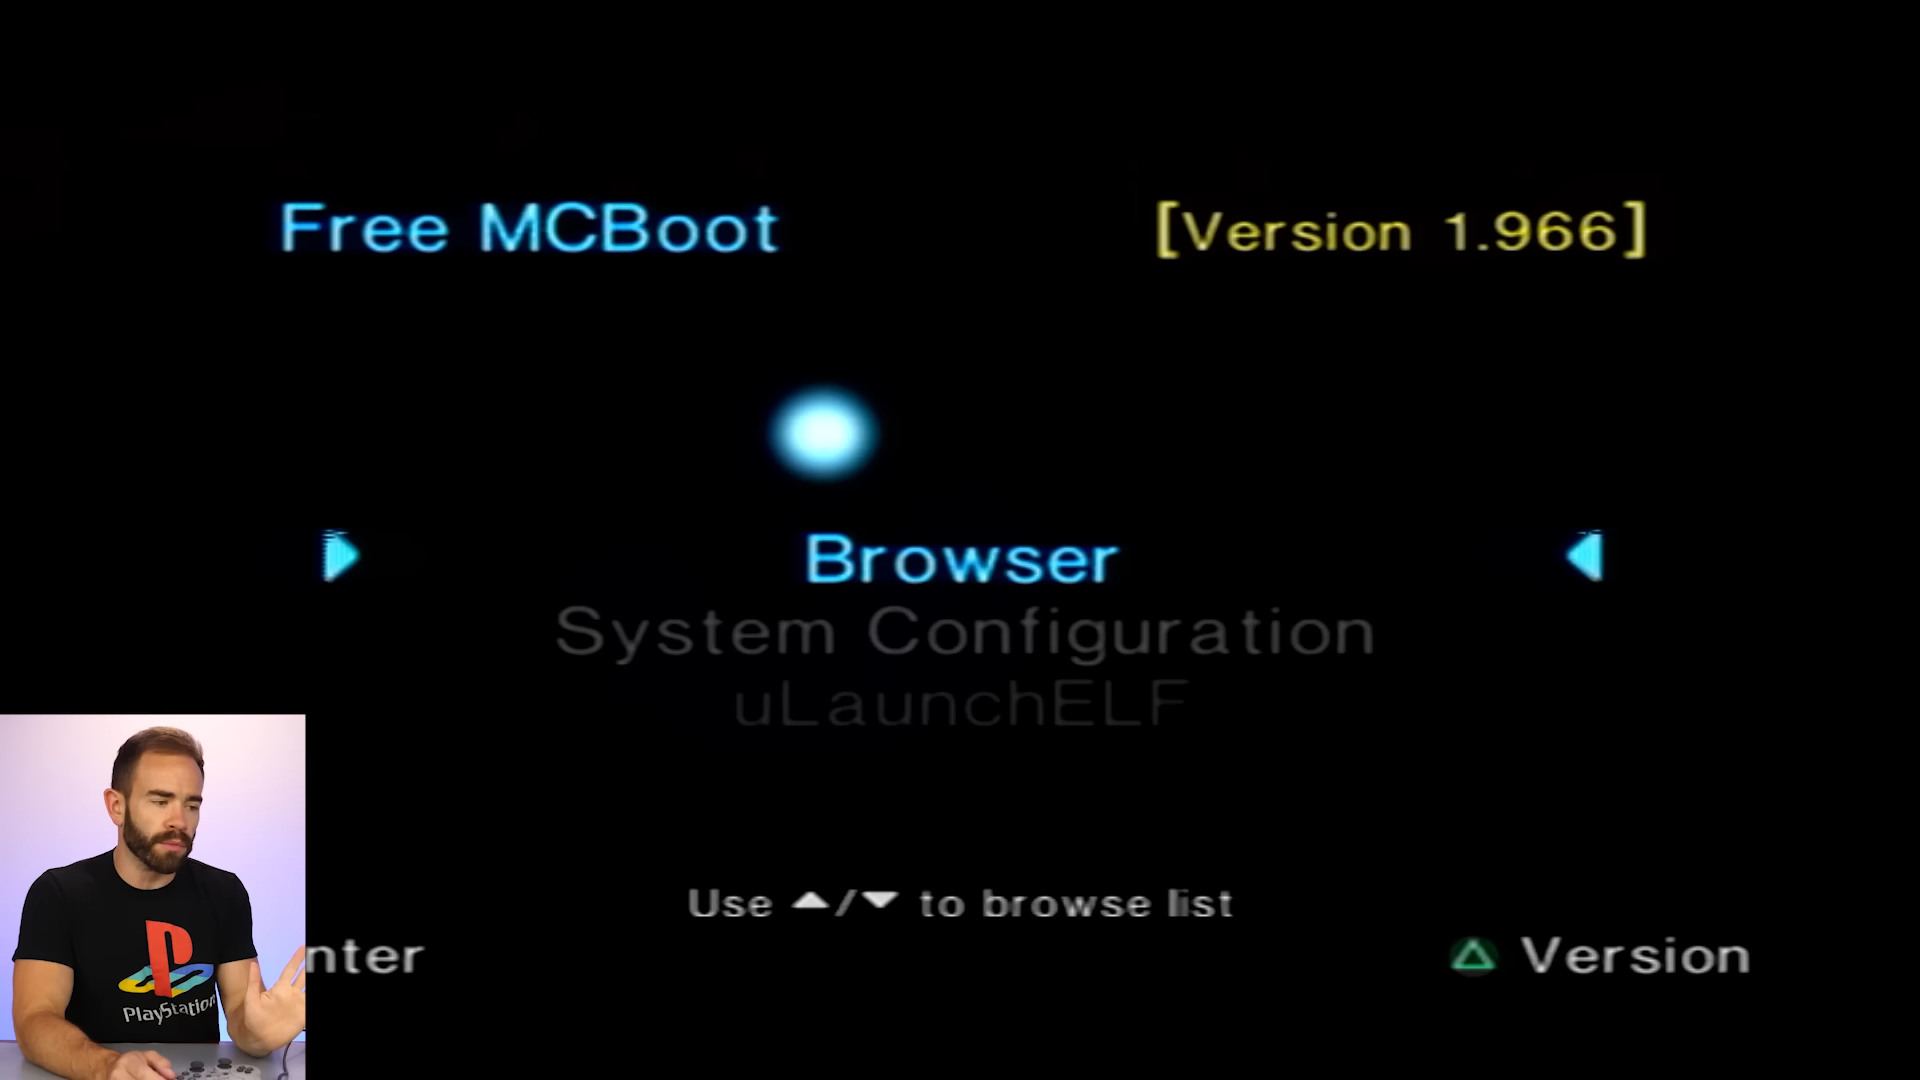 Free MCBoot
[Version 1.966]
Browser
System Configuration
uLaunchELF
Use ▲/▼ to browse list
nter
Version
PlayStation